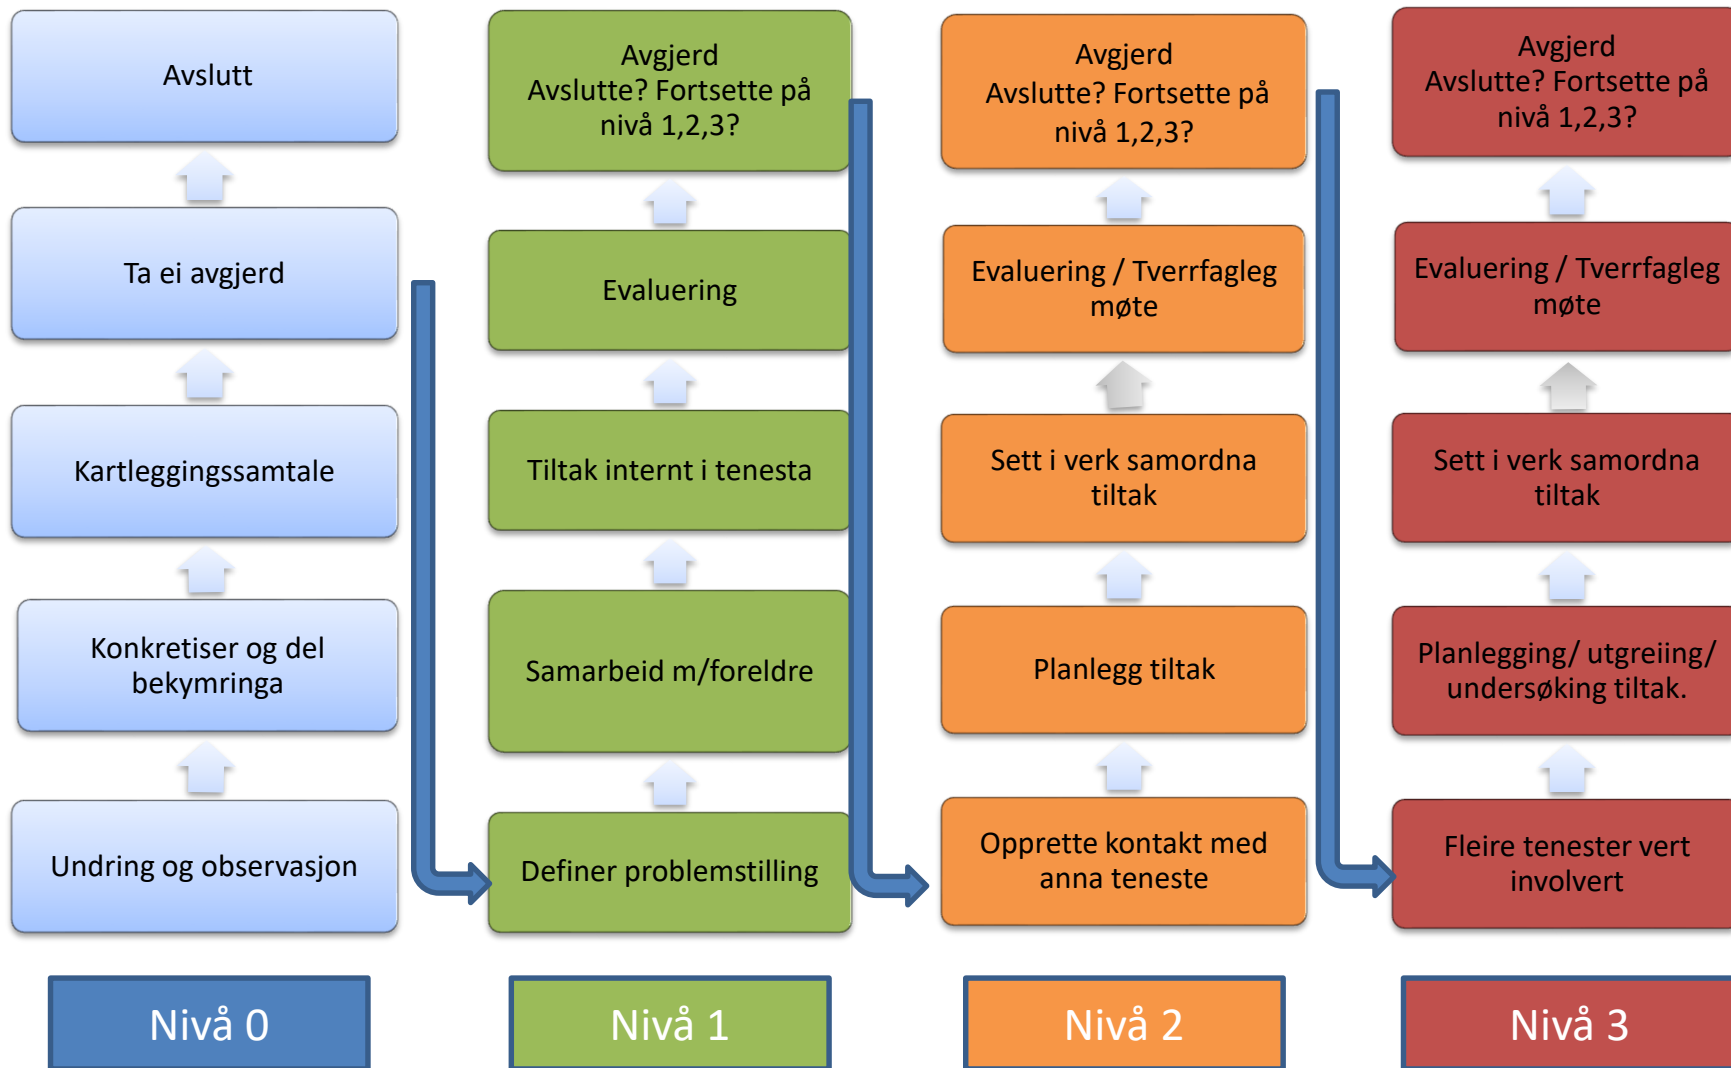 Avslutt
Ta ei avgjerd
Kartleggingssamtale
Konkretiser og del
bekymringa
Undring og observasjon
Nivå 0
Avgjerd
Avslutte? Fortsette på
nivå 1,2,3?
Evaluering
Tiltak internt i tenesta
Samarbeid m/foreldre
Definer problemstilling
Nivå 1
Avgjerd
Avslutte? Fortsette på
nivå 1,2,3?
Evaluering / Tverrfagleg
møte
Sett i verk samordna
tiltak
Planlegg tiltak
Opprette kontakt med
anna teneste
Nivå 2
Avgjerd
Avslutte? Fortsette på
nivå 1,2,3?
Evaluering / Tverrfagleg
møte
Sett i verk samordna
tiltak
Planlegging/ utgreiing/
undersøking tiltak.
Fleire tenester vert
involvert
Nivå 3